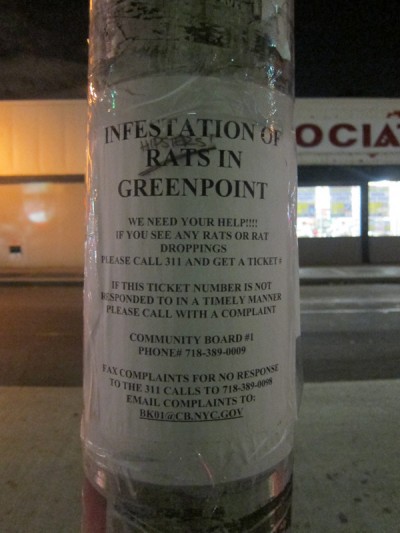 INFESTATION OF
HIPSTERS!
RATS IN
GREENPOINT
WE NEED YOUR HELP!!!!
IF YOU SEE ANY RATS OR RAT
DROPPINGS
PLEASE CALL 311 AND GET A TICKET #
IF THIS TICKET NUMBER IS NOT
RESPONDED TO IN A TIMELY MANNER
PLEASE CALL WITH A COMPLAINT
COMMUNITY BOARD #1
PHONE# 718-389-0009
FAX COMPLAINTS FOR NO RESPONSE
TO THE 311 CALLS TO 718-389-0098
EMAIL COMPLAINTS TO:
BK01@CB.NYC.GOV
OCIA